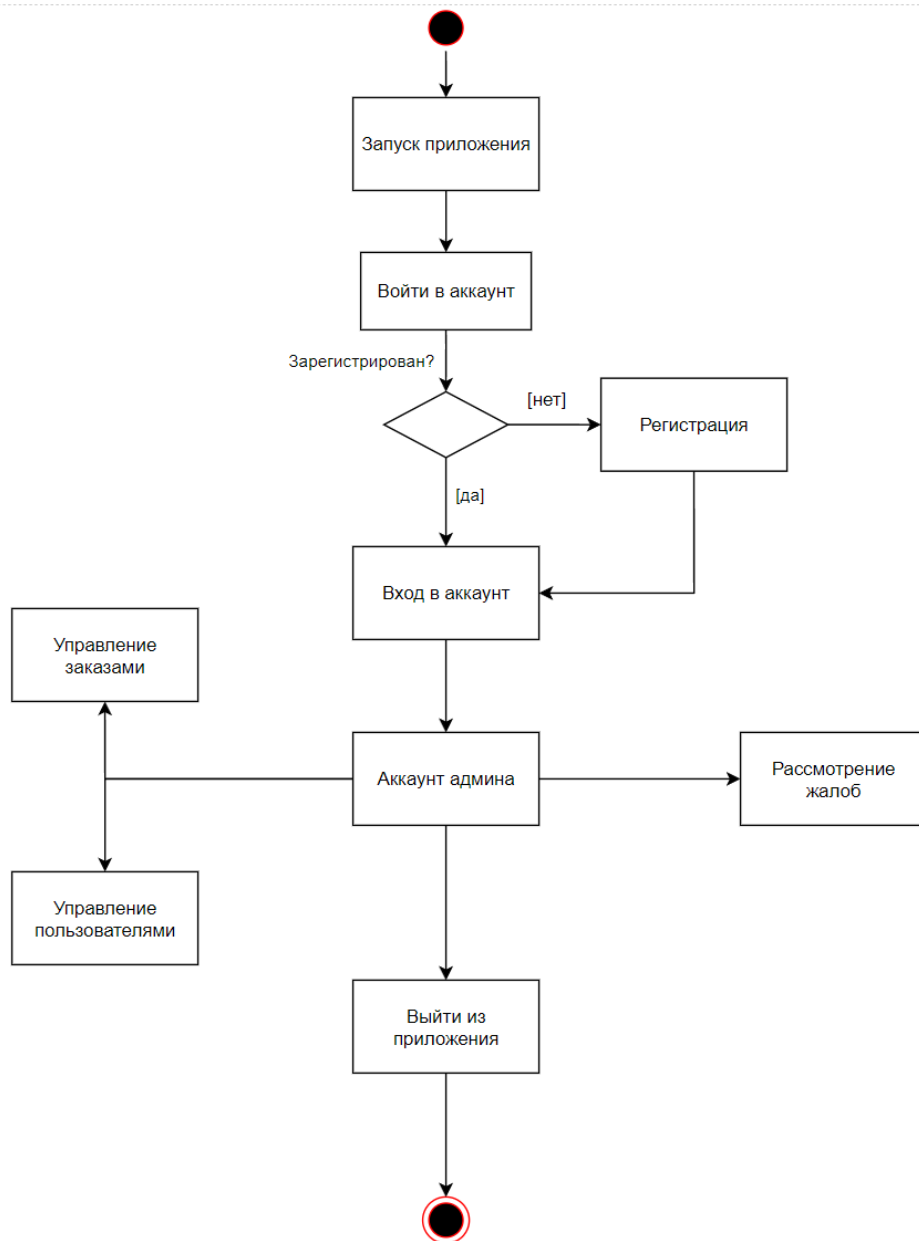 Запуск приложения
Войти в аккаунт
Зарегистрирован?
[нет]
Регистрация
[да]
Вход в аккаунт
Управление
заказами
Аккаунт админа
Рассмотрение
жалоб
Управление
пользователями
Выйти из
приложения